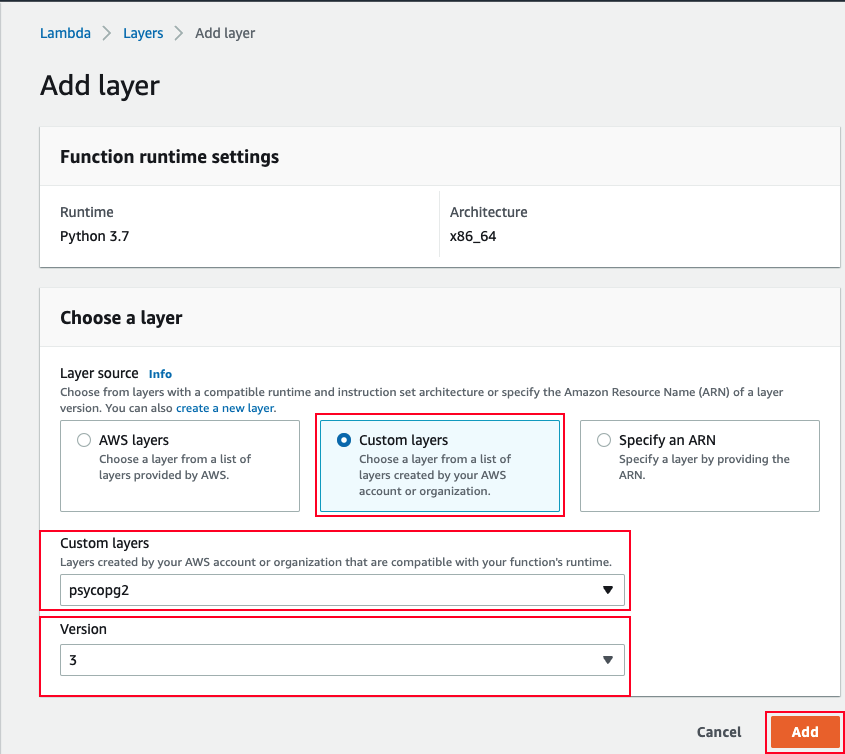 Lambda > Layers > Add layer
Add layer
Function runtime settings
Runtime
Python 3.7
Architecture
x86_64
Choose a layer
Layer source Info
Choose from layers with a compatible runtime and instruction set architecture or specify the Amazon Resource Name (ARN) of a layer
version. You can also create a new layer.
AWS layers
Choose a layer from a list of
layers provided by AWS.
Custom layers
Choose a layer from a list of
layers created by your AWS
account or organization.
Specify an ARN
Specify a layer by providing the
ARN.
Custom layers
Layers created by your AWS account or organization that are compatible with your function's runtime.
psycopg2
Version
3
Cancel
Add